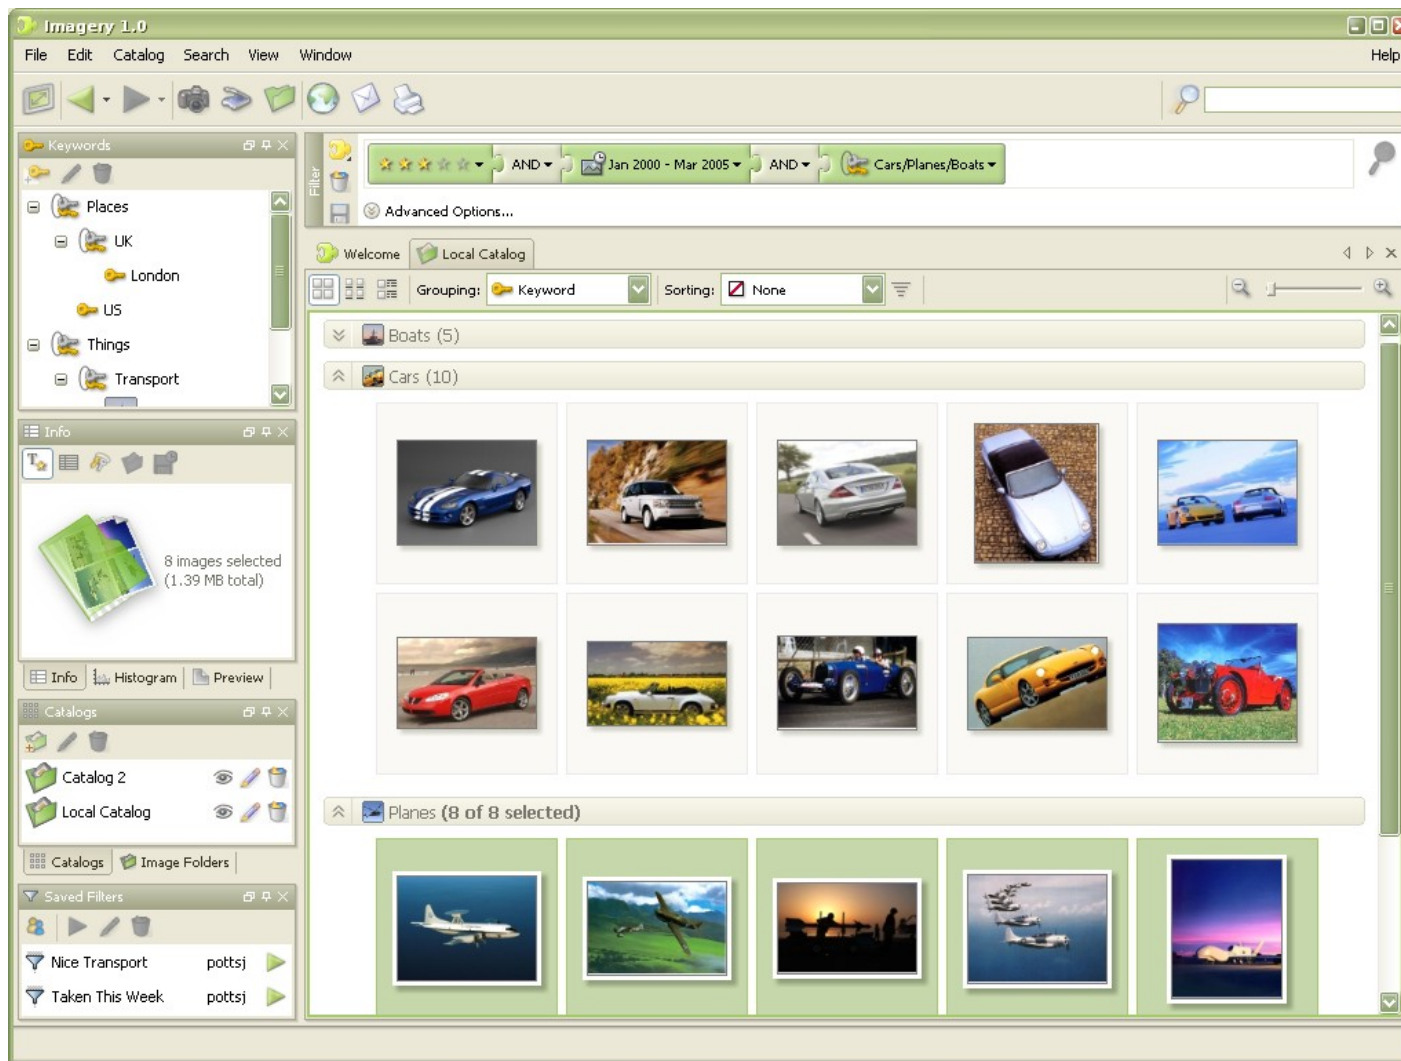 Imagery 1.0
File Edit Catalog Search View Window Help
Keywords
Places
UK
London
US
Things
Transport
Filter
AND
Jan 2000 - Mar 2005
AND
Cars/Planes/Boats
Advanced Options...
Welcome
Local Catalog
Grouping: Keyword Sorting: None
Boats (5)
Cars (10)
Planes (8 of 8 selected)
Info
8 images selected
(1.39 MB total)
Info Histogram Preview
Catalogs
Catalog 2
Local Catalog
Catalogs Image Folders
Saved Filters
Nice Transport pottsj
Taken This Week pottsj